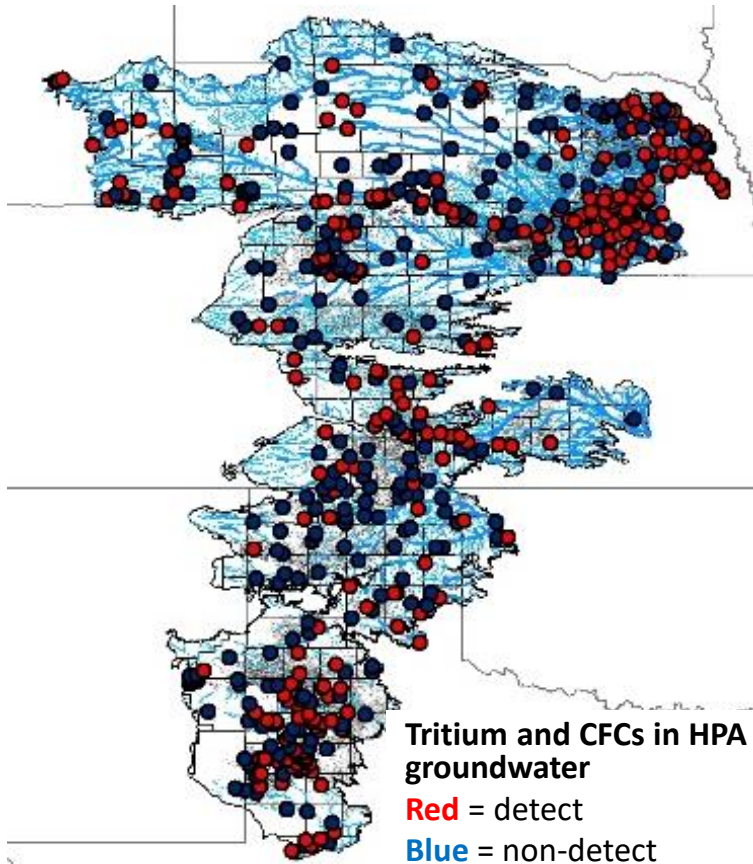 Tritium and CFCs in HPA
groundwater
Red = detect
Blue = non-detect